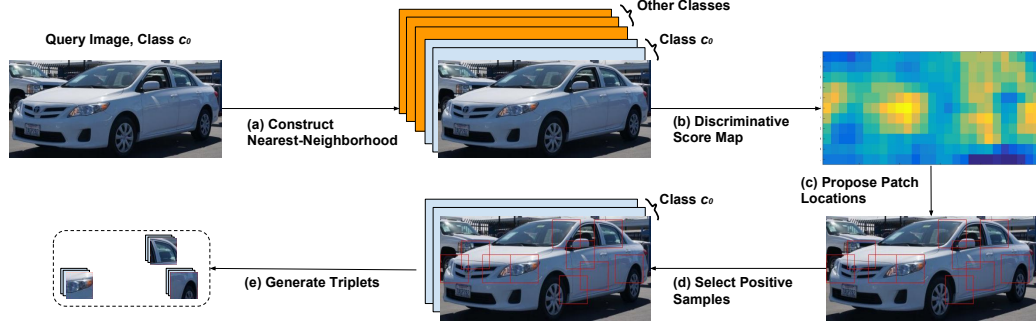 Other Classes
Query Image, Class c₀
Class c₀
(a) Construct
Nearest-Neighborhood
(b) Discriminative
Score Map
(c) Propose Patch
Locations
Class c₀
(e) Generate Triplets
(d) Select Positive
Samples